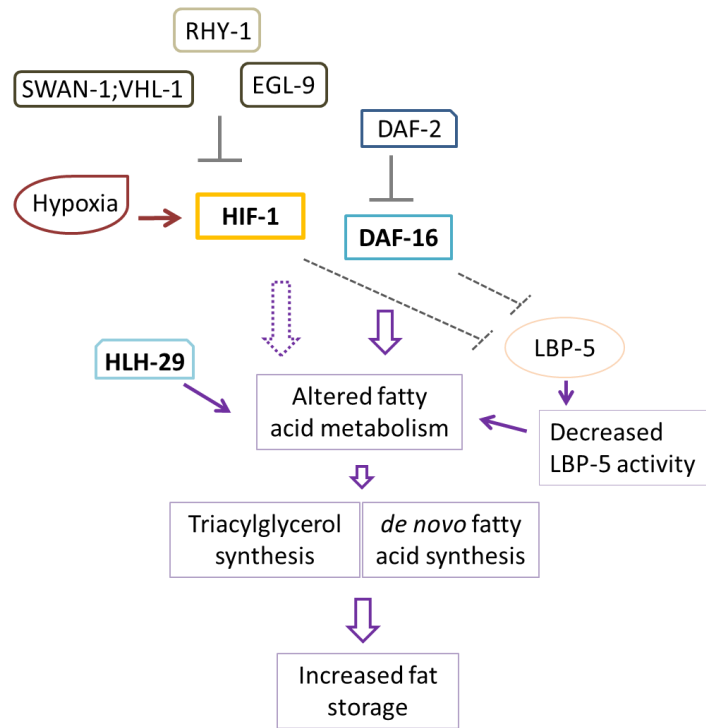 RHY-1
SWAN-1;VHL-1
EGL-9
DAF-2
Hypoxia
HIF-1
DAF-16
HLH-29
LBP-5
Altered fatty
acid metabolism
Decreased
LBP-5 activity
Triacylglycerol
synthesis
de novo fatty
acid synthesis
Increased fat
storage